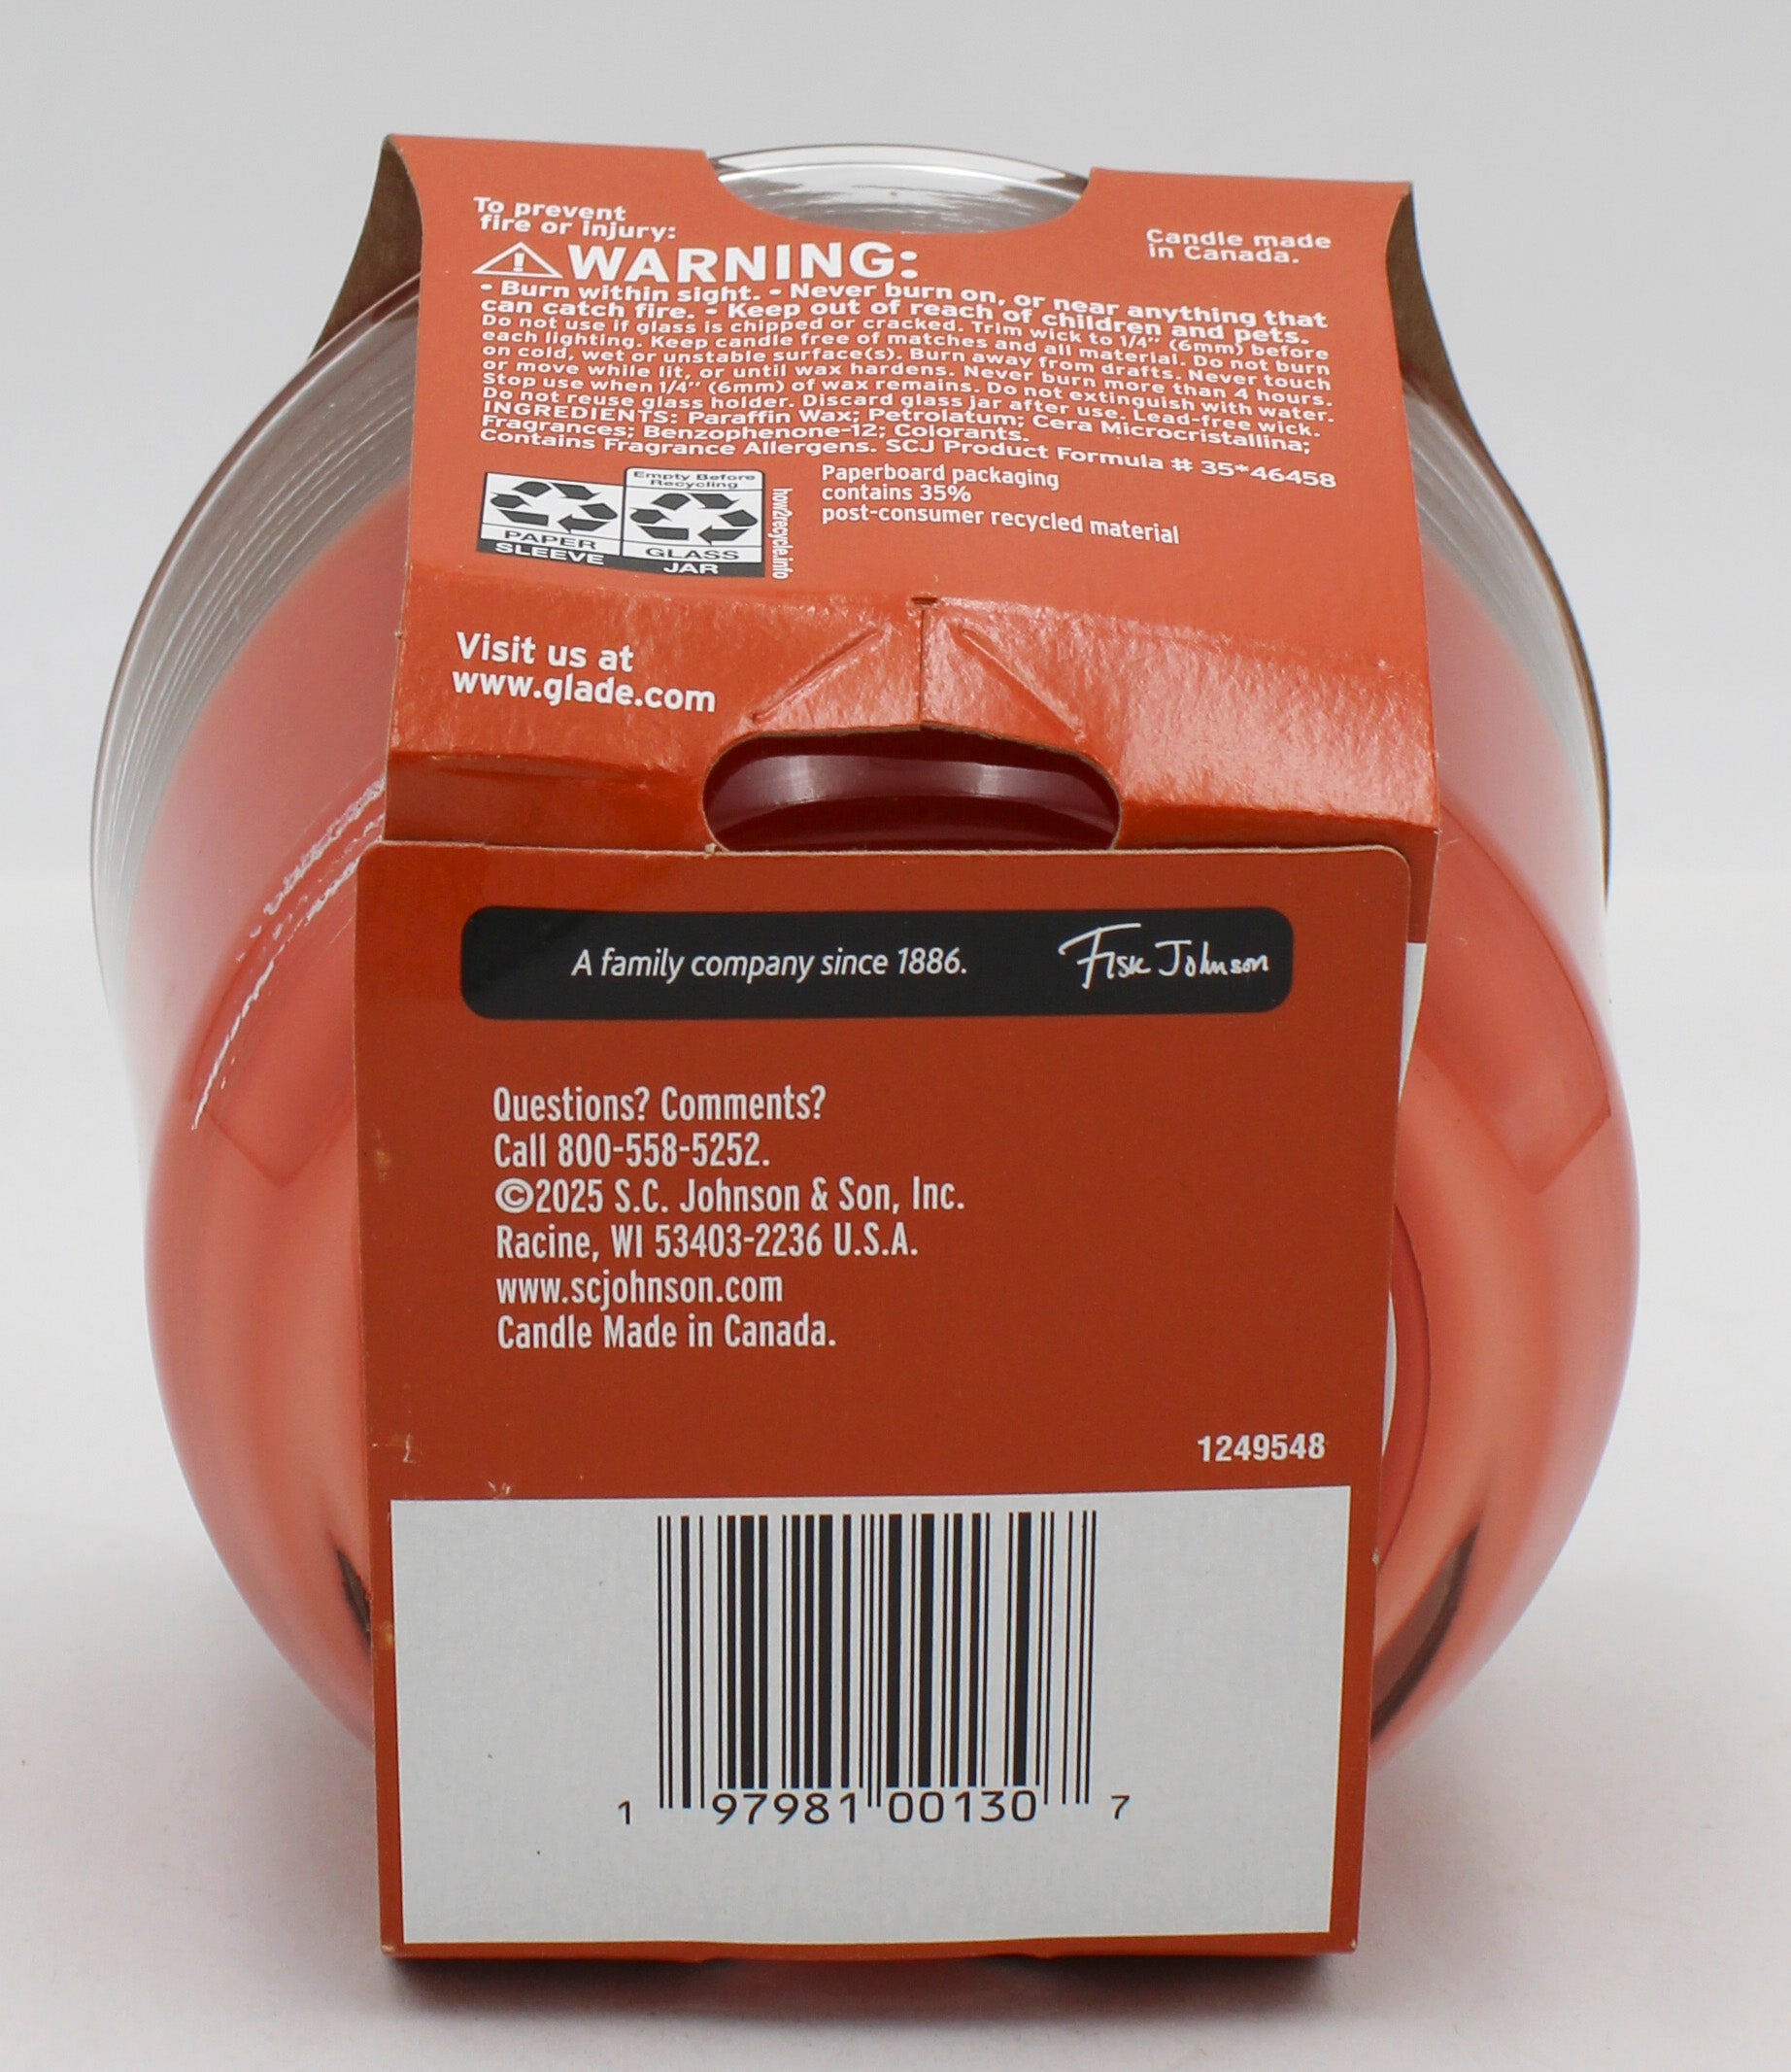 To prevent
fire or injury:
WARNING:
Candle made
in Canada.
• Burn within sight. • Never burn on, or near anything that
can catch fire. • Keep out of reach of children and pets.
Do not use if glass is chipped or cracked. Trim wick to 1/4" (6mm) before
each lighting. Keep candle free of matches and all material. Do not burn
on cold, wet or unstable surface(s). Burn away from drafts. Never touch
or move while lit, or until wax hardens. Never burn more than 4 hours.
Stop use when 1/4" (6mm) of wax remains. Do not extinguish with water.
Do not reuse glass holder. Discard glass jar after use. Lead-free wick.
INGREDIENTS: Paraffin Wax; Petrolatum; Cera Microcristallina;
Fragrances; Benzophenone-12; Colorants.
Contains Fragrance Allergens. SCJ Product Formula # 35*46458
PAPER
SLEEVE
Empty Before
Recycling
GLASS
JAR
how2recycle.info
Paperboard packaging
contains 35%
post-consumer recycled material
Visit us at
www.glade.com
A family company since 1886.
Fisk Johnson
Questions? Comments?
Call 800-558-5252.
©2025 S.C. Johnson & Son, Inc.
Racine, WI 53403-2236 U.S.A.
www.scjohnson.com
Candle Made in Canada.
1249548
1 97981 00130 7